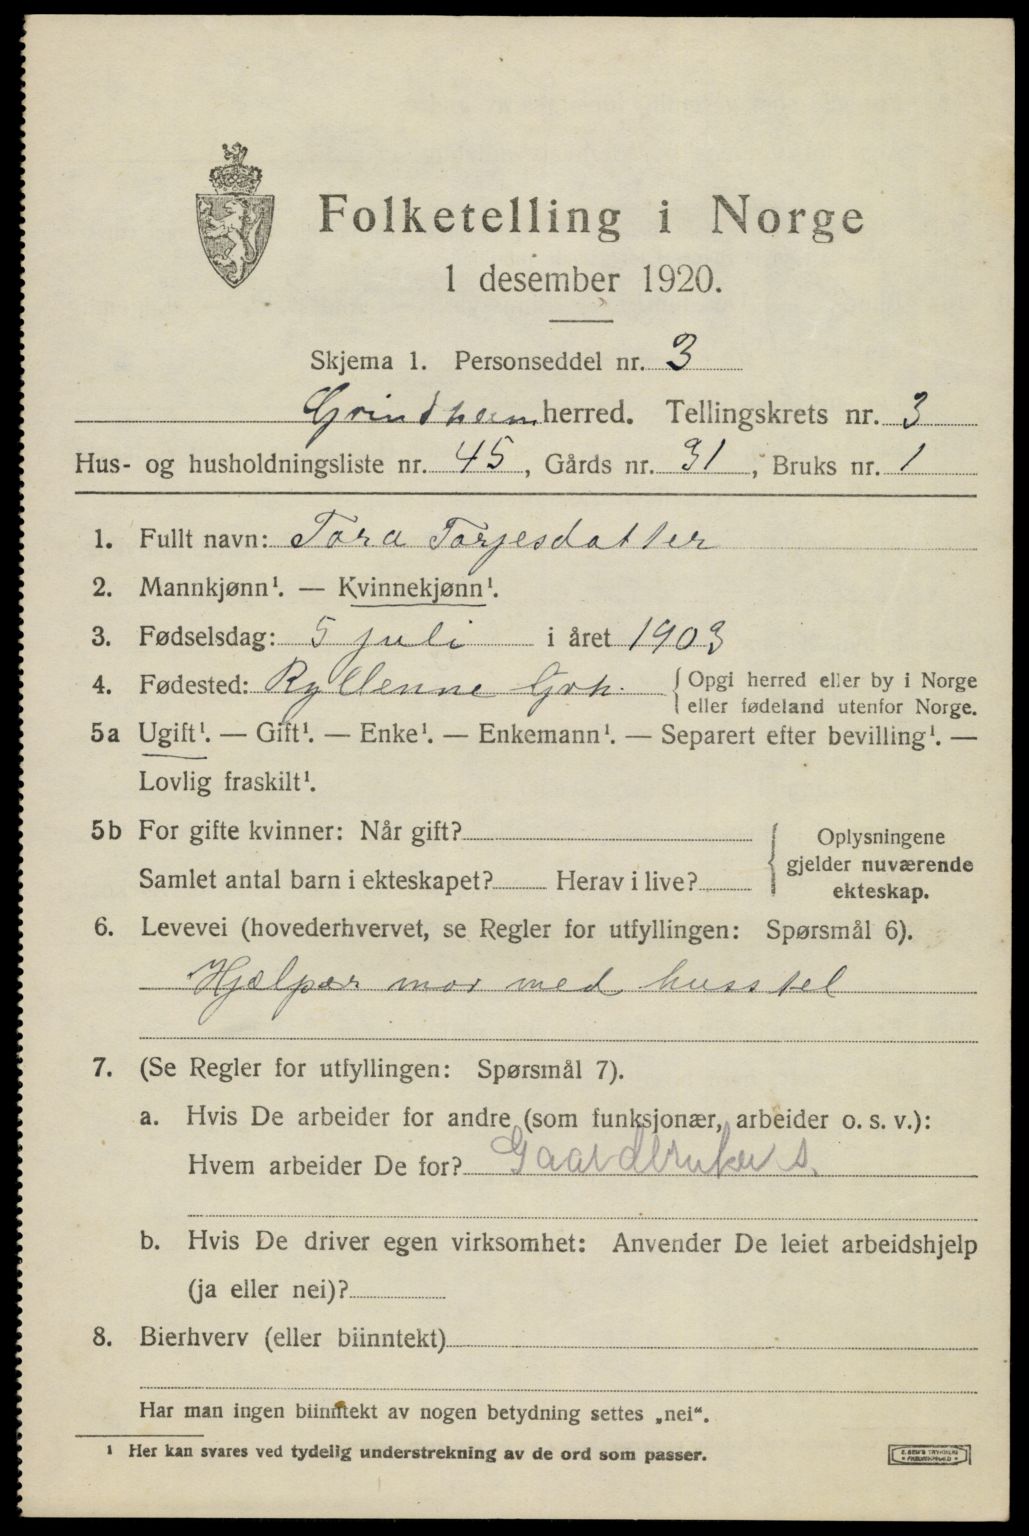 Folketelling i Norge
1 desember 1920.
Skjema 1. Personseddel nr. 3
Grindheim herred. Tellingskrets nr. 3
Hus- og husholdningsliste nr. 45, Gårds nr. 31, Bruks nr. 1
1. Fullt navn: Tora Torjesdatter
2. Mannkjønn¹. — Kvinnekjønn¹.
3. Fødselsdag: 5 juli i året 1903
4. Fødested: Grh. Opgi herred eller by i Norge
eller fødeland utenfor Norge.
5a Ugift¹. — Gift¹. — Enke¹. — Enkemann¹. — Separert efter bevilling¹. —
Lovlig fraskilt¹.
5b For gifte kvinner: Når gift?
Samlet antal barn i ekteskapet? Herav i live?
Oplysningene
gjelder nuværende
ekteskap.
6. Levevei (hovederhvervet, se Regler for utfyllingen: Spørsmål 6).
Hjælpær mor med husstel
7. (Se Regler for utfyllingen: Spørsmål 7).
a. Hvis De arbeider for andre (som funksjonær, arbeider o. s. v.):
Hvem arbeider De for? Gaardbruker s.
b. Hvis De driver egen virksomhet: Anvender De leiet arbeidshjelp
(ja eller nei)?
8. Bierhverv (eller biinntekt)
Har man ingen biinntekt av nogen betydning settes „nei“.
¹ Her kan svares ved tydelig understrekning av de ord som passer.